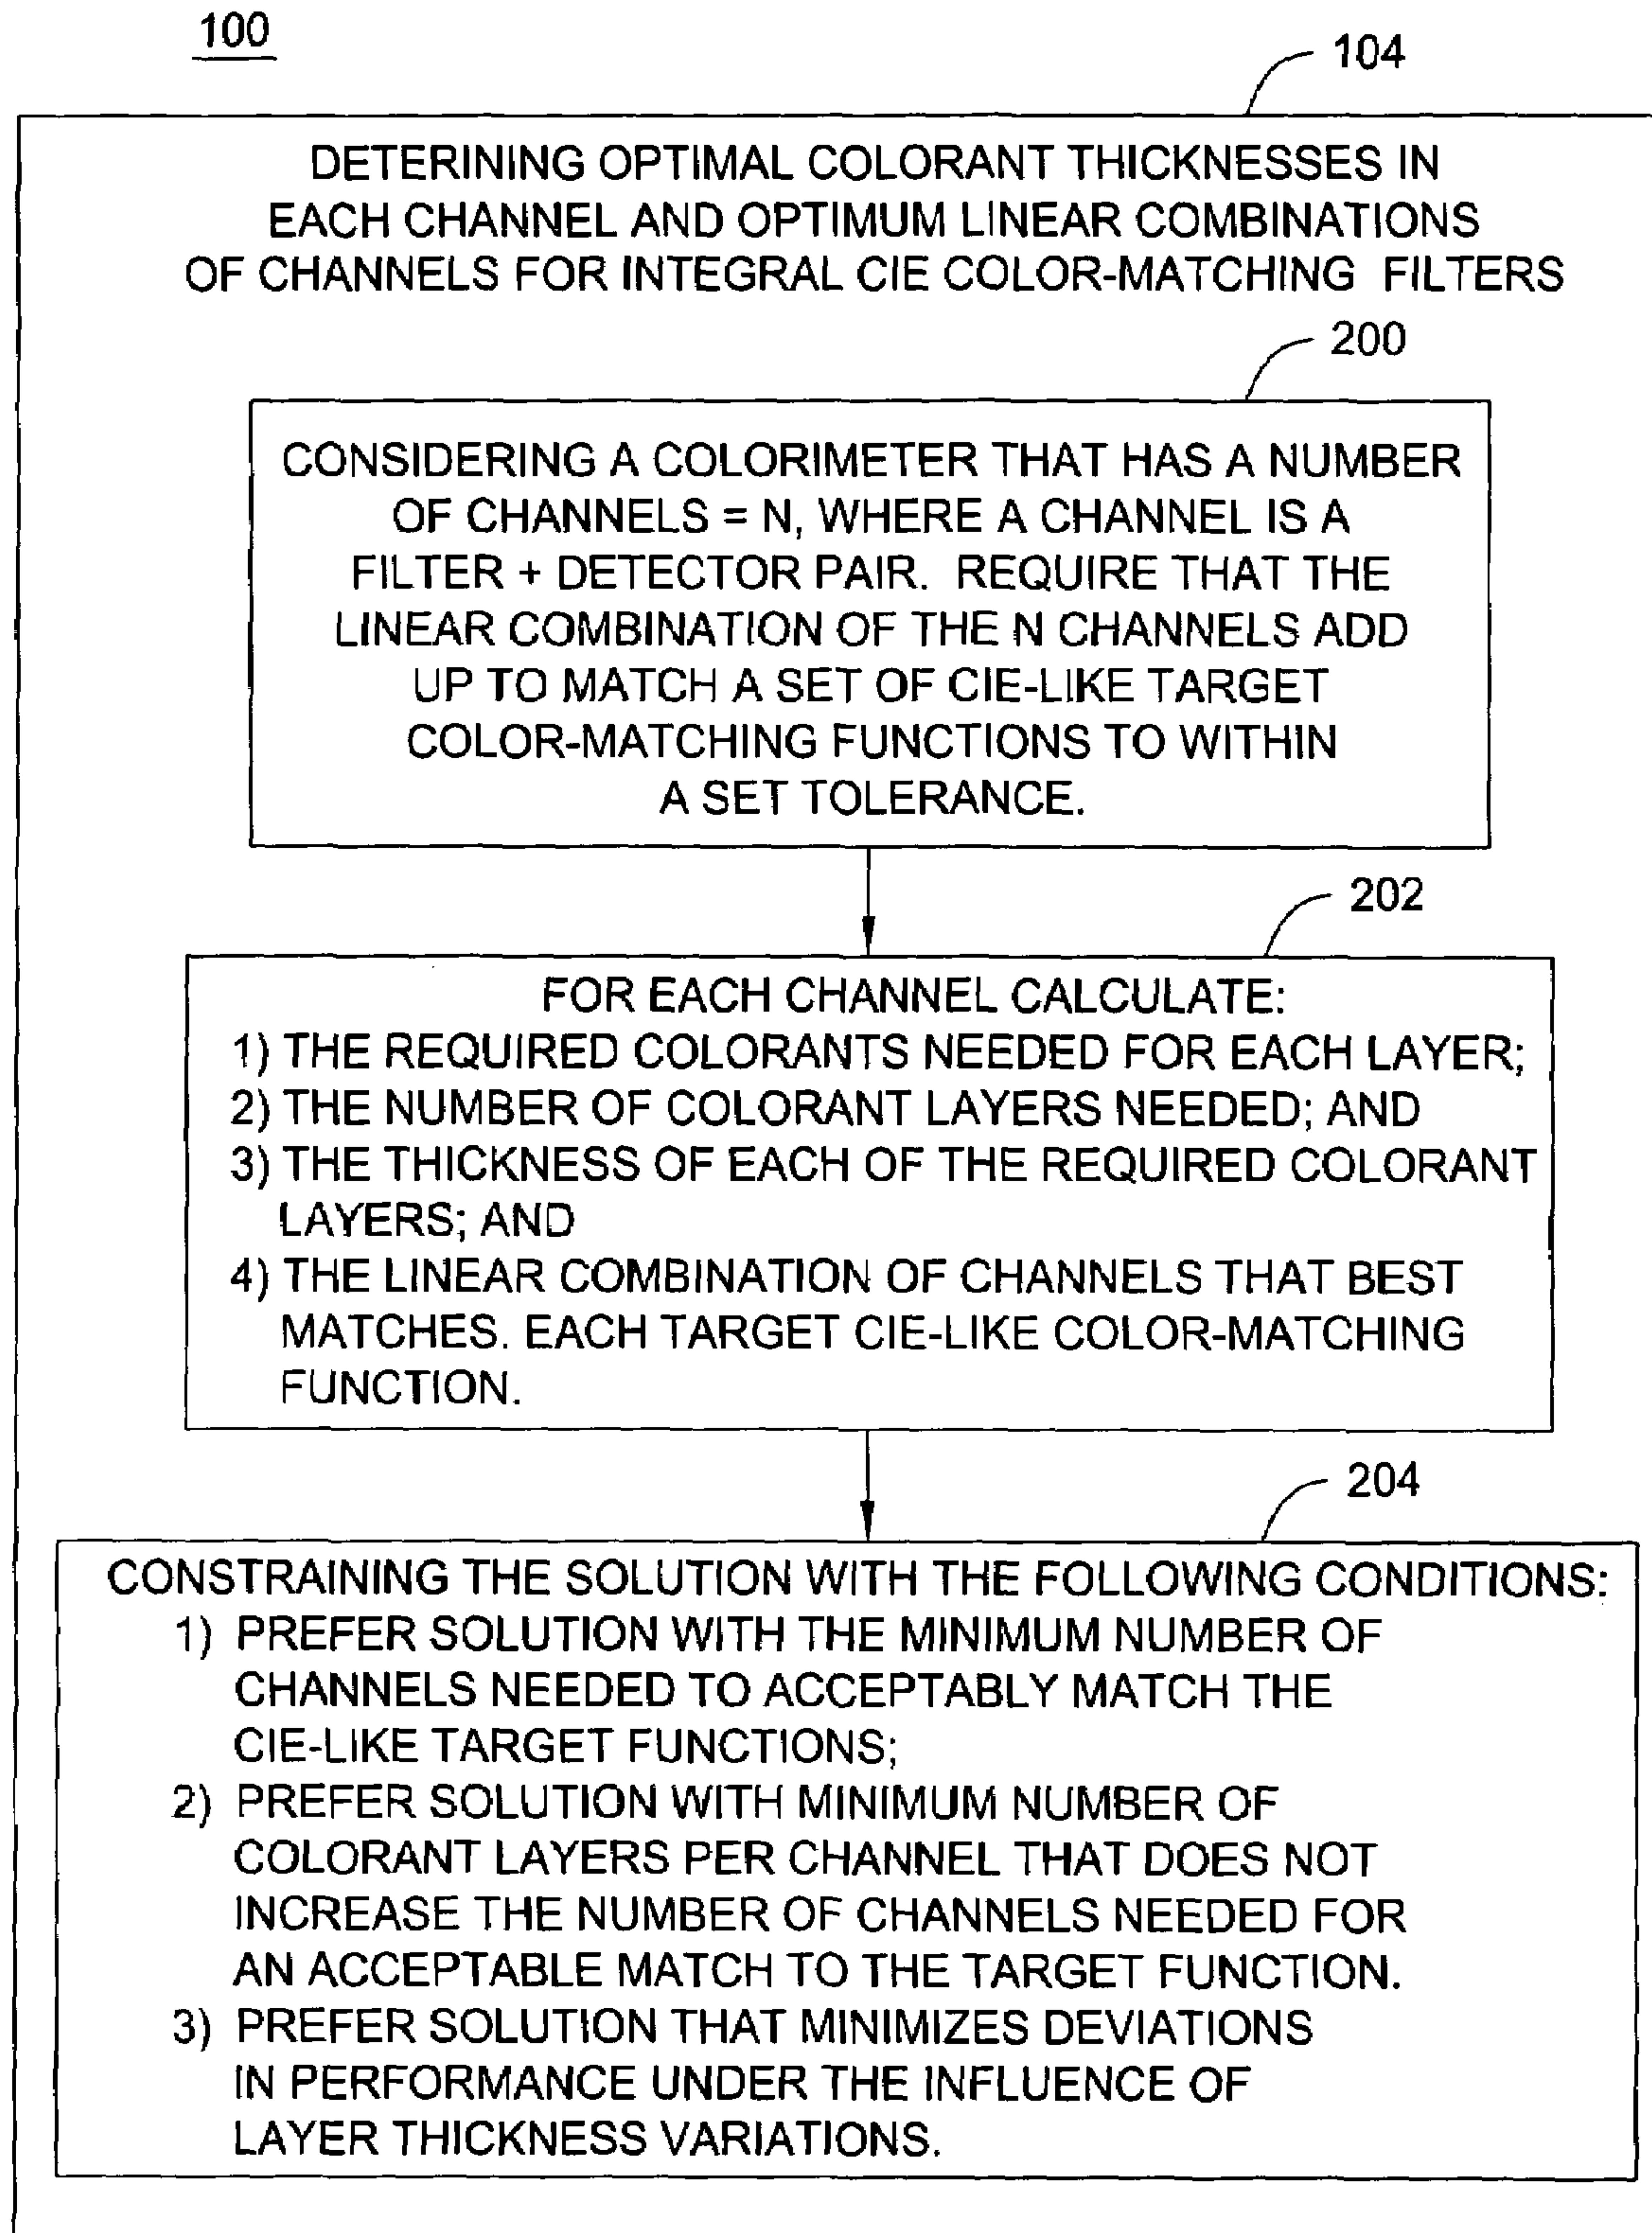 100
104
DETERINING OPTIMAL COLORANT THICKNESSES IN
EACH CHANNEL AND OPTIMUM LINEAR COMBINATIONS
OF CHANNELS FOR INTEGRAL CIE COLOR-MATCHING FILTERS
200
CONSIDERING A COLORIMETER THAT HAS A NUMBER
OF CHANNELS = N, WHERE A CHANNEL IS A
FILTER + DETECTOR PAIR. REQUIRE THAT THE
LINEAR COMBINATION OF THE N CHANNELS ADD
UP TO MATCH A SET OF CIE-LIKE TARGET
COLOR-MATCHING FUNCTIONS TO WITHIN
A SET TOLERANCE.
202
FOR EACH CHANNEL CALCULATE:
1) THE REQUIRED COLORANTS NEEDED FOR EACH LAYER;
2) THE NUMBER OF COLORANT LAYERS NEEDED; AND
3) THE THICKNESS OF EACH OF THE REQUIRED COLORANT
LAYERS; AND
4) THE LINEAR COMBINATION OF CHANNELS THAT BEST
MATCHES. EACH TARGET CIE-LIKE COLOR-MATCHING
FUNCTION.
204
CONSTRAINING THE SOLUTION WITH THE FOLLOWING CONDITIONS:
1) PREFER SOLUTION WITH THE MINIMUM NUMBER OF
CHANNELS NEEDED TO ACCEPTABLY MATCH THE
CIE-LIKE TARGET FUNCTIONS;
2) PREFER SOLUTION WITH MINIMUM NUMBER OF
COLORANT LAYERS PER CHANNEL THAT DOES NOT
INCREASE THE NUMBER OF CHANNELS NEEDED FOR
AN ACCEPTABLE MATCH TO THE TARGET FUNCTION.
3) PREFER SOLUTION THAT MINIMIZES DEVIATIONS
IN PERFORMANCE UNDER THE INFLUENCE OF
LAYER THICKNESS VARIATIONS.